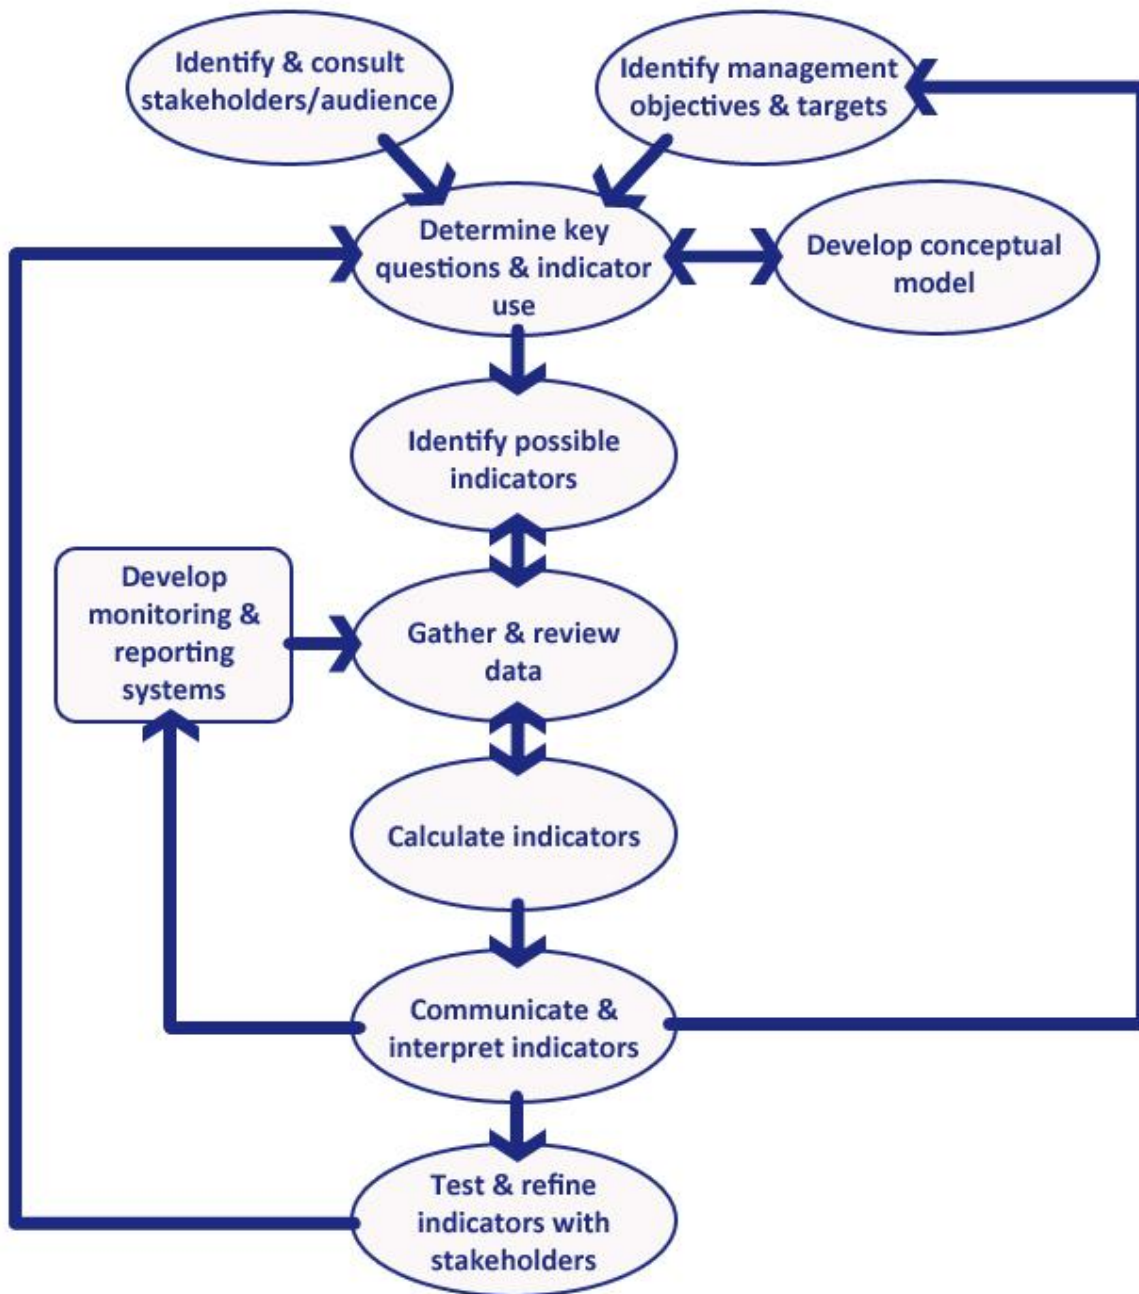 Identify & consult
stakeholders/audience
Identify management
objectives & targets
Determine key
questions & indicator
use
Develop conceptual
model
Identify possible
indicators
Develop
monitoring &
reporting
systems
Gather & review
data
Calculate indicators
Communicate &
interpret indicators
Test & refine
indicators with
stakeholders